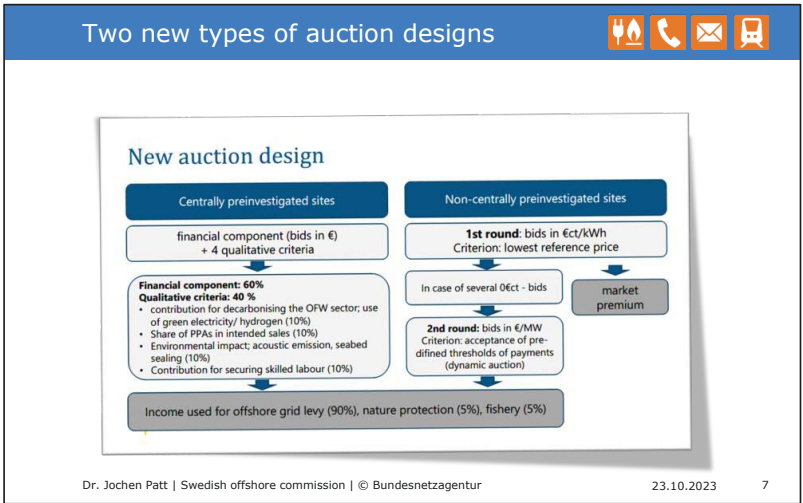 Two new types of auction designs
New auction design
Centrally preinvestigated sites
financial component (bids in €)
+ 4 qualitative criteria
Financial component: 60%
Qualitative criteria: 40 %
• contribution for decarbonising the OFW sector; use
of green electricity/ hydrogen (10%)
• Share of PPAs in intended sales (10%)
• Environmental impact; acoustic emission, seabed
sealing (10%)
• Contribution for securing skilled labour (10%)
Non-centrally preinvestigated sites
1st round: bids in €ct/kWh
Criterion: lowest reference price
In case of several 0€ct - bids
market
premium
2nd round: bids in €/MW
Criterion: acceptance of pre-
difined thresholds of payments
(dynamic auction)
Income used for offshore grid levy (90%), nature protection (5%), fishery (5%)
Dr. Jochen Patt | Swedish offshore commission | © Bundesnetzagentur
23.10.2023
7